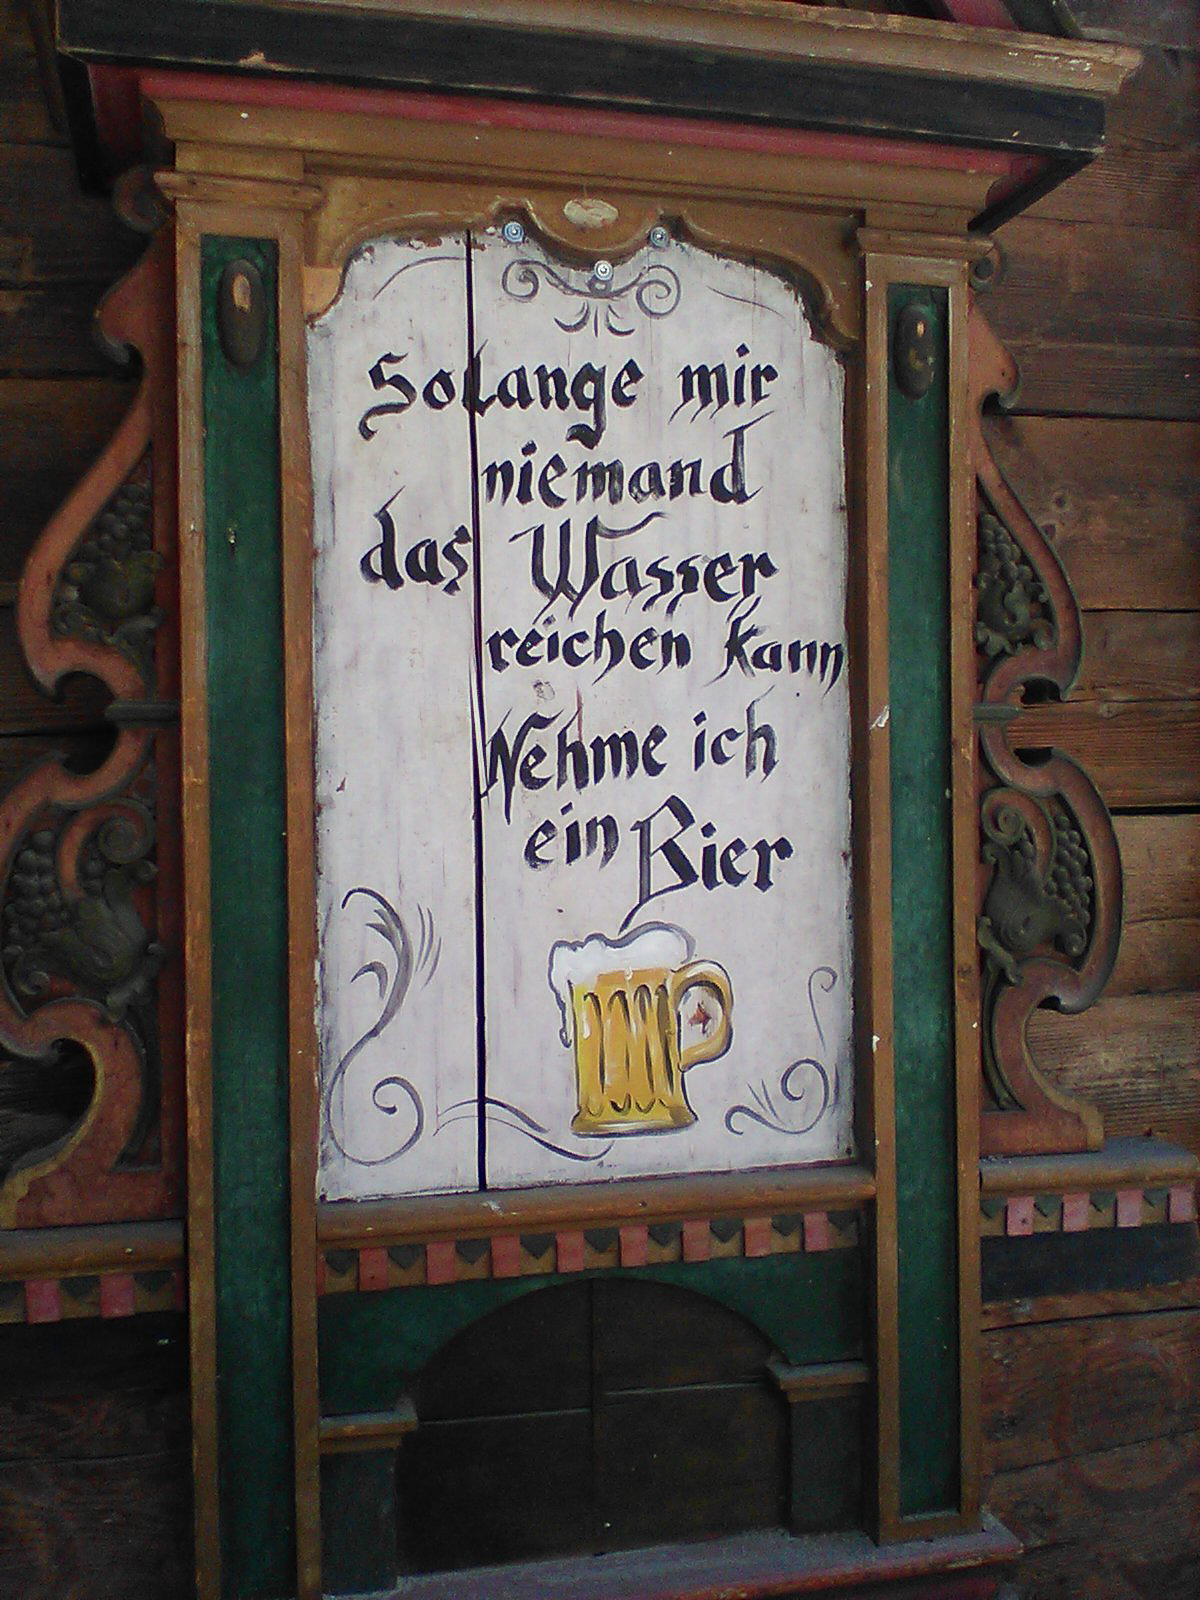 Solange mir
niemand
das Wasser
reichen kann
Nehme ich
ein Bier